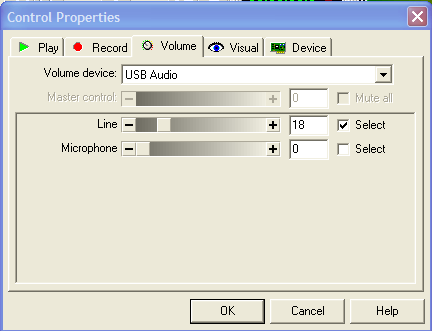 Control Properties
Play Record Volume Visual Device
Volume device: USB Audio
Master control: 0 Mute all
Line 18 Select
Microphone 0 Select
OK Cancel Help